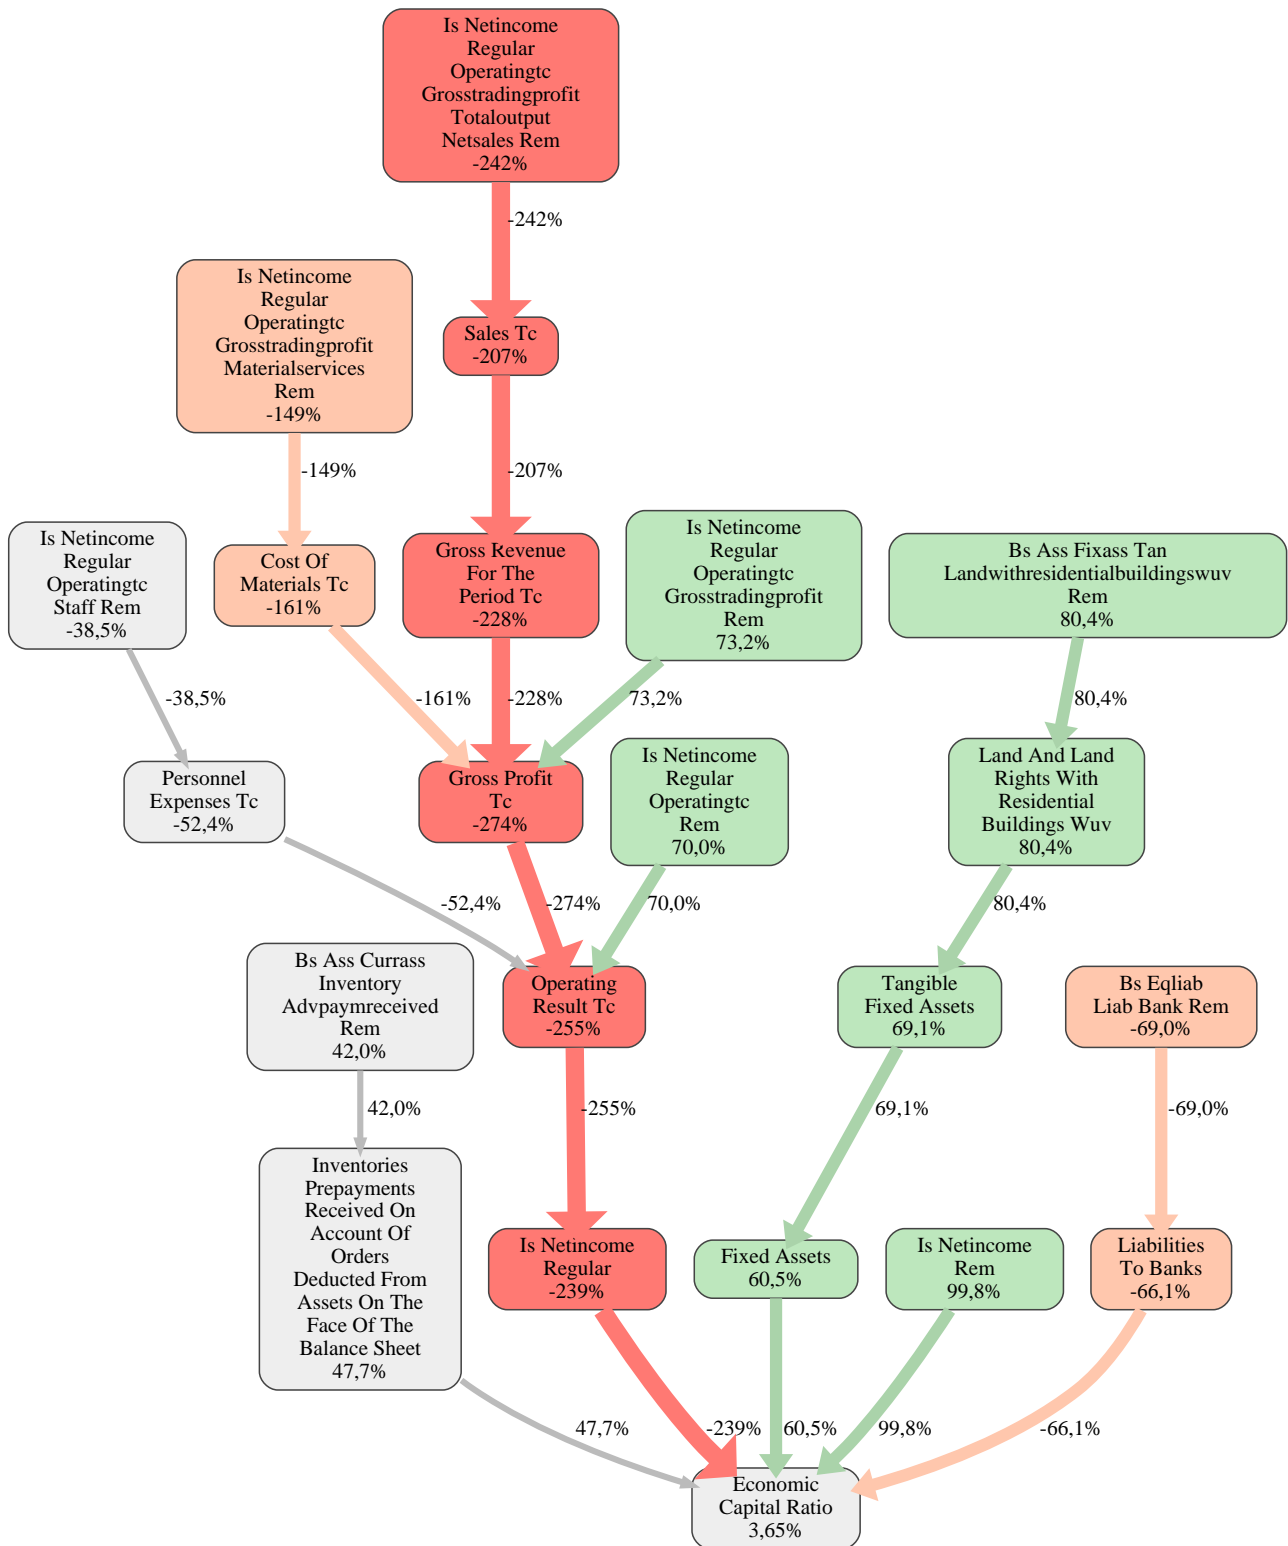 Is Netincome
Regular
Operatingtc
Grosstradingprofit
Totaloutput
Netsales Rem
-242%
-242%
Is Netincome
Regular
Operatingtc
Grosstradingprofit
Materialservices
Rem
-149%
Sales Tc
-207%
-149%
-207%
Is Netincome
Regular
Operatingtc
Staff Rem
-38,5%
Cost Of
Materials Tc
-161%
Gross Revenue
For The
Period Tc
-228%
Is Netincome
Regular
Operatingtc
Grosstradingprofit
Rem
73,2%
Bs Ass Fixass Tan
Landwithresidentialbuildingswuv
Rem
80,4%
-38,5%
-161%
-228%
73,2%
80,4%
Personnel
Expenses Tc
-52,4%
Gross Profit
Tc
-274%
Is Netincome
Regular
Operatingtc
Rem
70,0%
Land And Land
Rights With
Residential
Buildings Wuv
80,4%
-52,4%
-274%
70,0%
80,4%
Bs Ass Currass
Inventory
Advpaymreceived
Rem
42,0%
Operating
Result Tc
-255%
Tangible
Fixed Assets
69,1%
Bs Eqliab
Liab Bank Rem
-69,0%
42,0%
-255%
69,1%
-69,0%
Inventories
Prepayments
Received On
Account Of
Orders
Deducted From
Assets On The
Face Of The
Balance Sheet
47,7%
Is Netincome
Regular
-239%
Fixed Assets
60,5%
Is Netincome
Rem
99,8%
Liabilities
To Banks
-66,1%
47,7%
-239%
60,5%
99,8%
-66,1%
Economic
Capital Ratio
3,65%